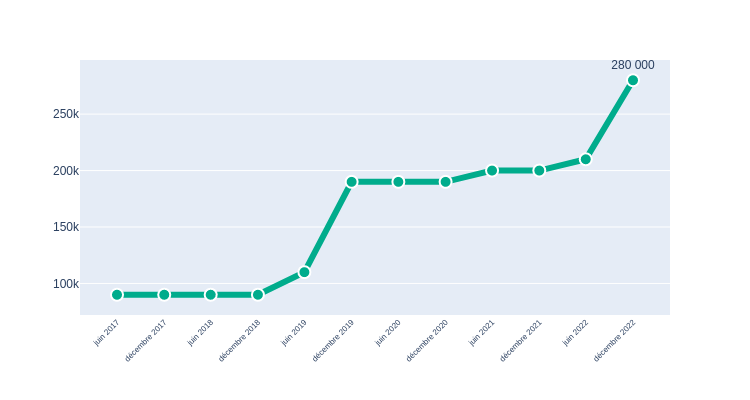 280 000
250k
200k
150k
100k
juin 2017
décembre 2017
juin 2018
décembre 2018
juin 2019
décembre 2019
juin 2020
décembre 2020
juin 2021
décembre 2021
juin 2022
décembre 2022